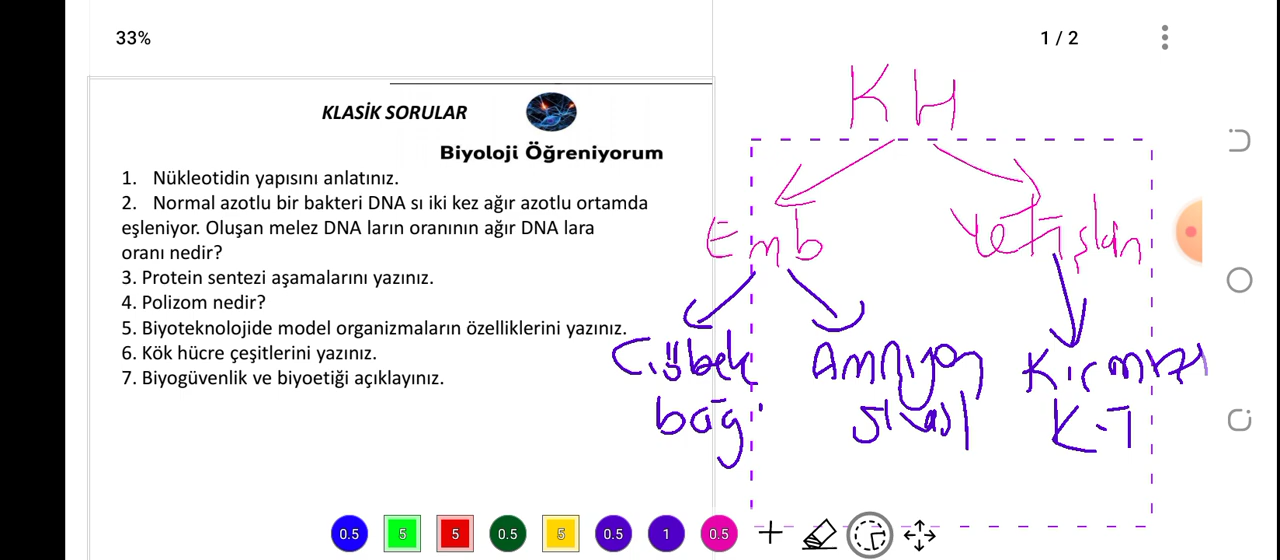 33%
1 / 2
KLASİK SORULAR
Biyoloji Öğreniyorum
1. Nükleotidin yapısını anlatınız.
2. Normal azotlu bir bakteri DNA sı iki kez ağır azotlu ortamda
eşleniyor. Oluşan melez DNA ların oranının ağır DNA lara
oranı nedir?
3. Protein sentezi aşamalarını yazınız.
4. Polizom nedir?
5. Biyoteknolojide model organizmaların özelliklerini yazınız.
6. Kök hücre çeşitlerini yazınız.
7. Biyogüvenlik ve biyoetiği açıklayınız.
KH
Emb
Yetişkin
bağı
Amniyon
sıvısı
Kırmızı
K.İ
0.5 5 5 0.5 5 0.5 1 0.5